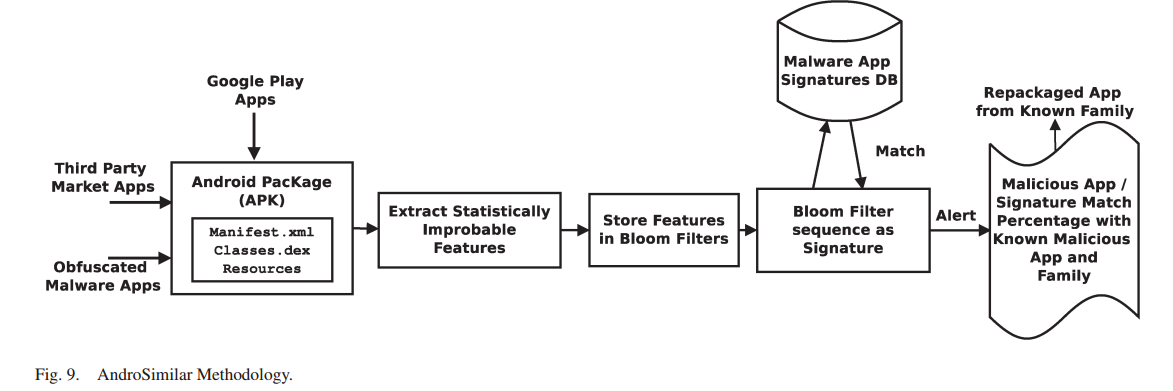 Google Play
Apps
Third Party
Market Apps
Obfuscated
Malware Apps
Android PacKage
(APK)
Manifest.xml
Classes.dex
Resources
Extract Statistically
Improbable
Features
Store Features
in Bloom Filters
Malware App
Signatures DB
Match
Bloom Filter
sequence as
Signature
Alert
Repackaged App
from Known Family
Malicious App /
Signature Match
Percentage with
Known Malicious
App and
Family
Fig. 9. AndroSimilar Methodology.